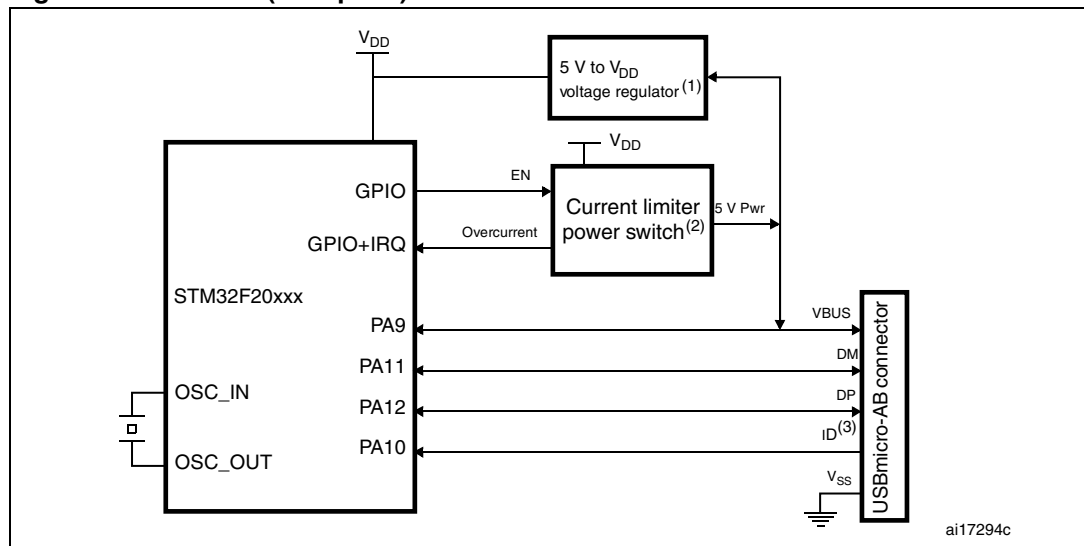 V_DD
5 V to V_DD
voltage regulator (1)
V_DD
GPIO
EN
Current limiter
power switch(2)
5 V Pwr
GPIO+IRQ
Overcurrent
STM32F20xxx
PA9
VBUS
PA11
DM
OSC_IN
PA12
DP
PA10
ID(3)
OSC_OUT
V_SS
USBmicro-AB connector
ai17294c